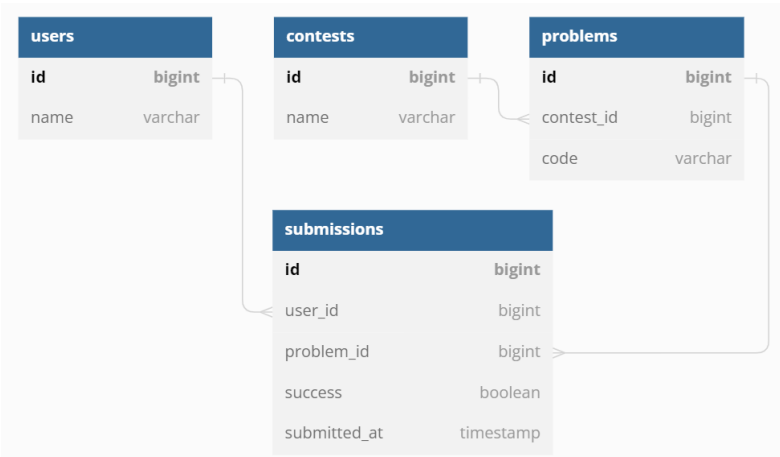 users
id bigint
name varchar
contests
id bigint
name varchar
problems
id bigint
contest_id bigint
code varchar
submissions
id bigint
user_id bigint
problem_id bigint
success boolean
submitted_at timestamp